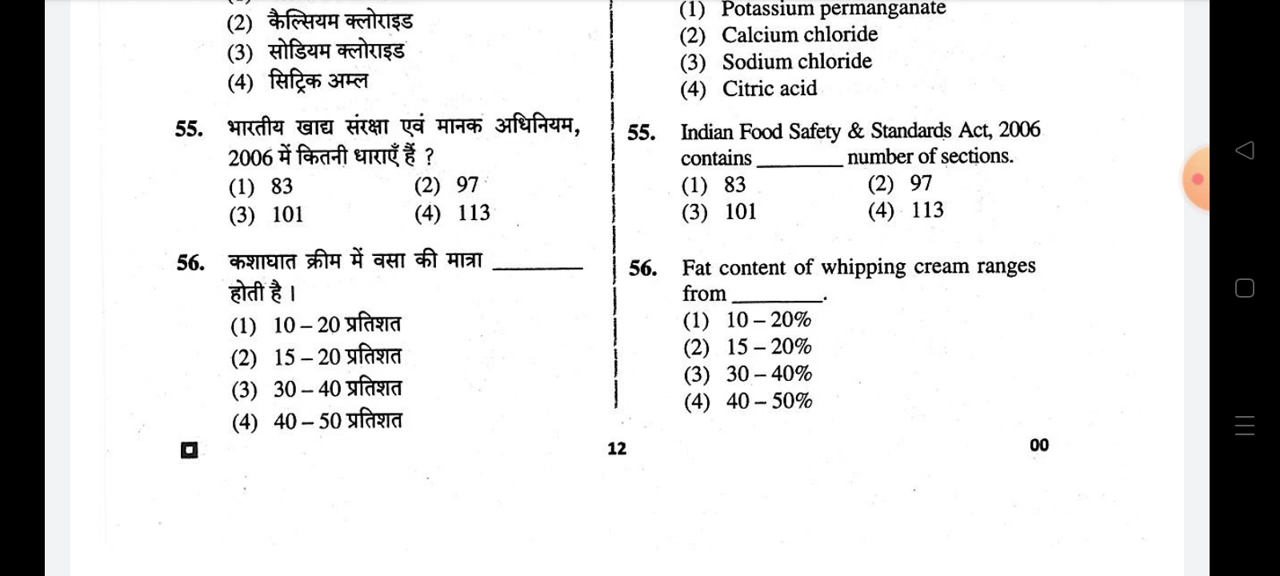 (2) कैल्सियम क्लोराइड
(3) सोडियम क्लोराइड
(4) सिट्रिक अम्ल
55. भारतीय खाद्य संरक्षा एवं मानक अधिनियम,
2006 में कितनी धाराएँ हैं ?
(1) 83 (2) 97
(3) 101 (4) 113
56. कशाघात क्रीम में वसा की मात्रा ________
होती है ।
(1) 10 – 20 प्रतिशत
(2) 15 – 20 प्रतिशत
(3) 30 – 40 प्रतिशत
(4) 40 – 50 प्रतिशत
(1) Potassium permanganate
(2) Calcium chloride
(3) Sodium chloride
(4) Citric acid
55. Indian Food Safety & Standards Act, 2006
contains ________ number of sections.
(1) 83 (2) 97
(3) 101 (4) 113
56. Fat content of whipping cream ranges
from ________.
(1) 10 – 20%
(2) 15 – 20%
(3) 30 – 40%
(4) 40 – 50%
12
00